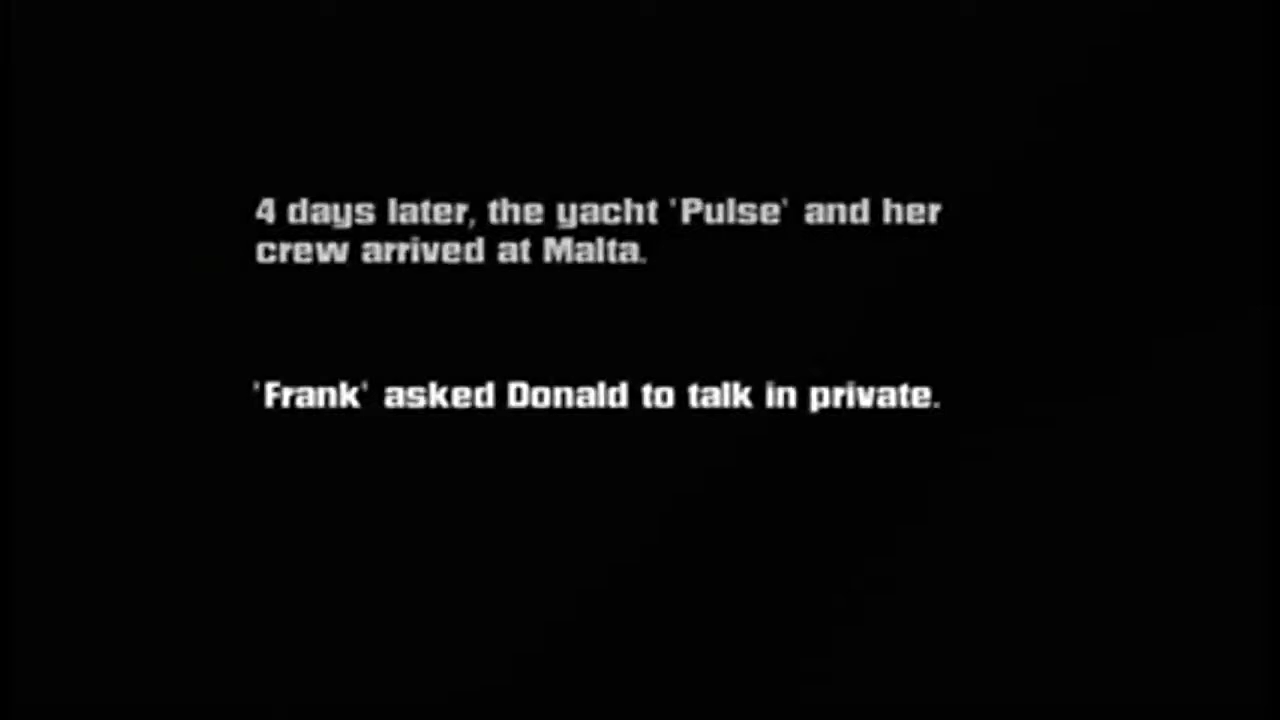 4 days later, the yacht 'Pulse' and her
crew arrived at Malta.
'Frank' asked Donald to talk in private.